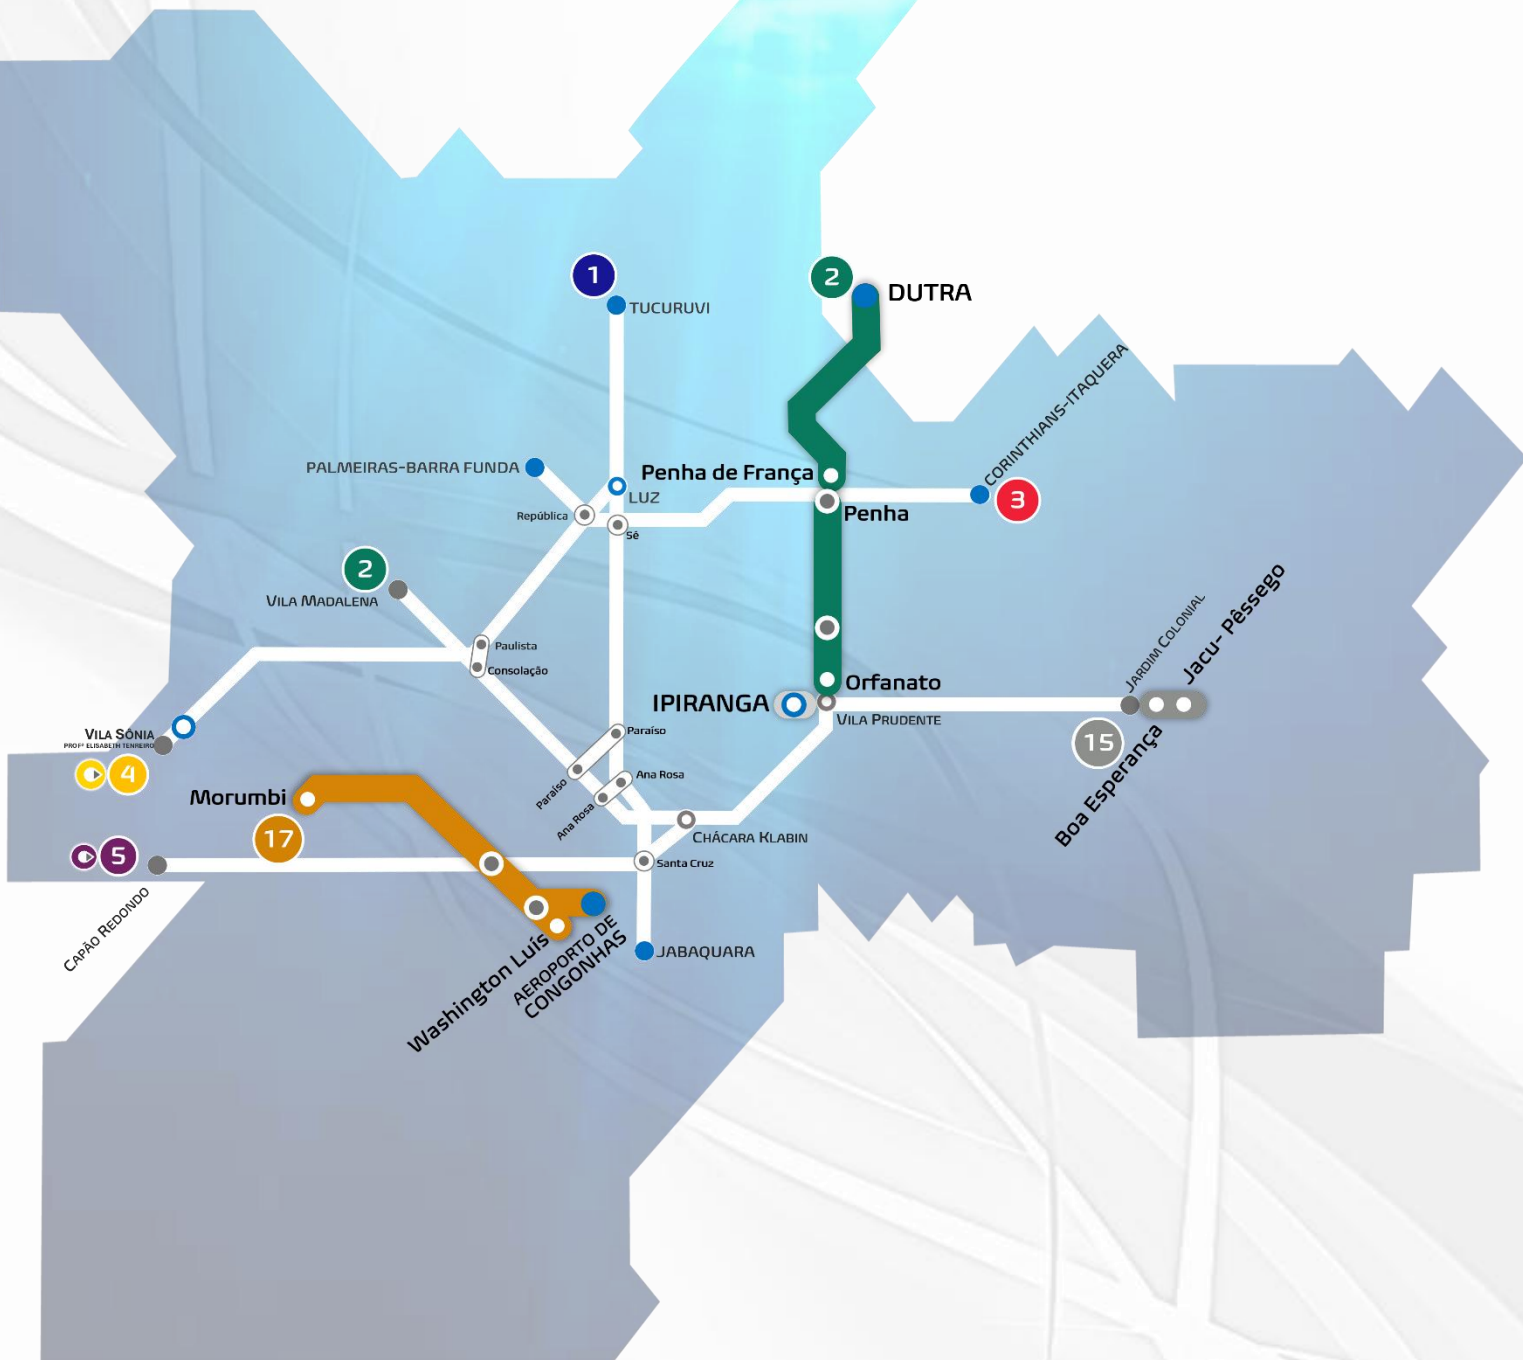 1
TUCURUVI
2
DUTRA
CORINTHIANS-ITAQUERA
3
PALMEIRAS-BARRA FUNDA
LUZ
Penha de França
Penha
República
Sé
2
VILA MADALENA
Paulista
Consolação
JARDIM COLONIAL
Jacu- Pêssego
Orfanato
IPIRANGA
VILA PRUDENTE
15
Boa Esperança
VILA SÔNIA
PROFª ELISABETH TENREIRO
4
Paraíso
Paraíso
Ana Rosa
Ana Rosa
Morumbi
17
CHÁCARA KLABIN
5
Santa Cruz
CAPÃO REDONDO
Washington Luís
AEROPORTO DE
CONGONHAS
JABAQUARA